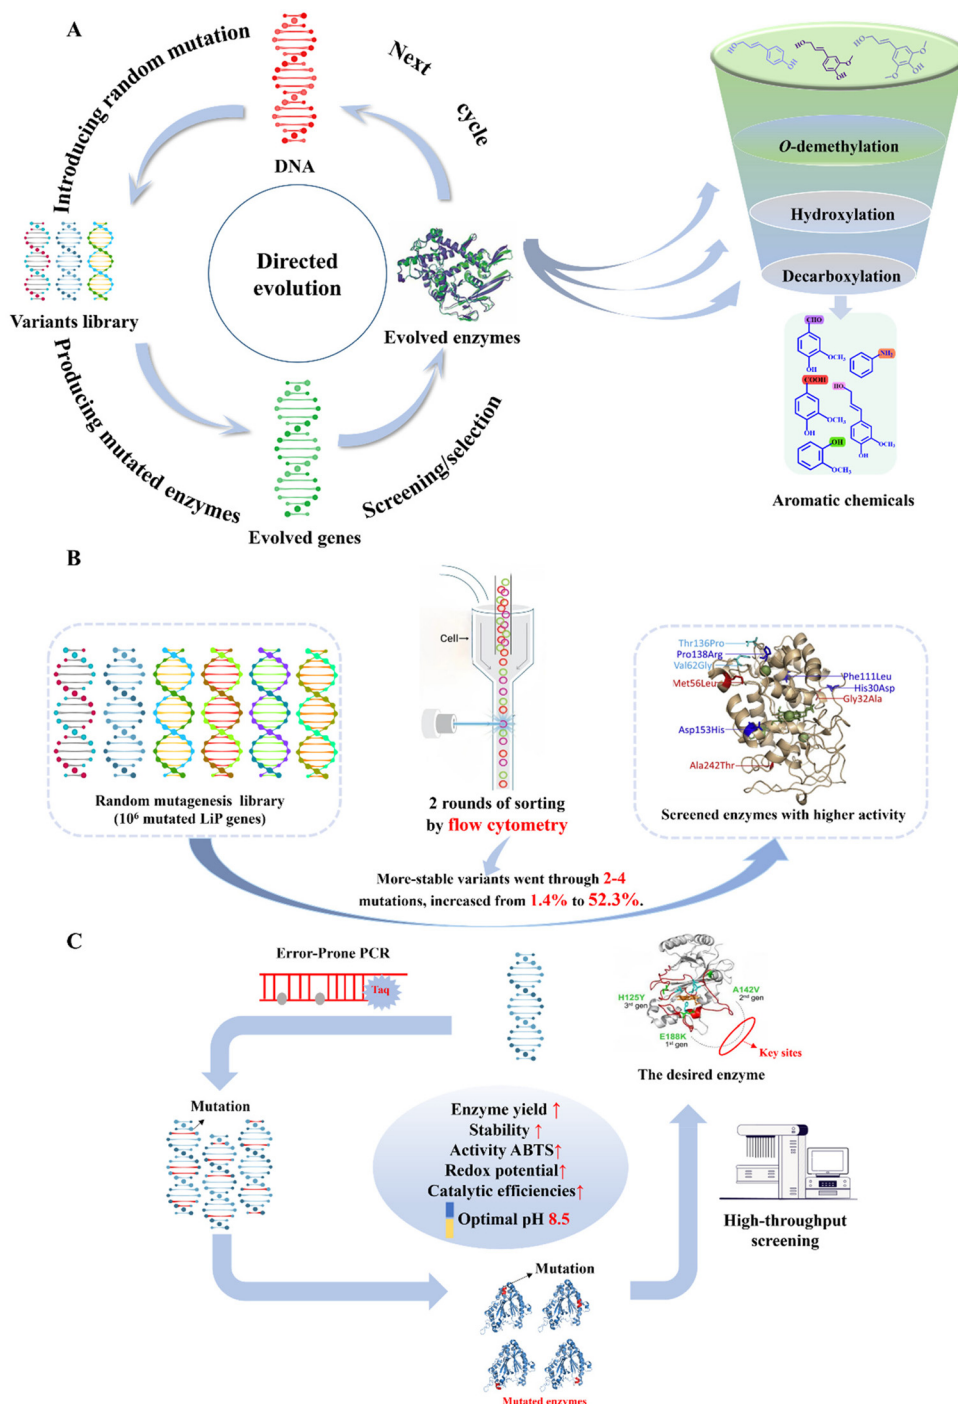 A
Introducing random mutation
Next
cycle
DNA
Directed
evolution
Variants library
Evolved enzymes
Producing mutated enzymes
Screening/selection
Evolved genes
HO
OH
HO
O
OH
HO
O
OH
O
O-demethylation
Hydroxylation
Decarboxylation
CHO
OCH3
OH
NH2
COOH
OCH3
OH
HO
OCH3
OH
OH
OCH3
Aromatic chemicals
B
Cell
Random mutagenesis library
(10⁶ mutated LiP genes)
2 rounds of sorting
by flow cytometry
Thr136Pro
Pro138Arg
Val62Gly
Met56Leu
Phe111Leu
His30Asp
Gly32Ala
Asp153His
Ala242Thr
Screened enzymes with higher activity
More-stable variants went through 2-4
mutations, increased from 1.4% to 52.3%.
C
Error-Prone PCR
Taq
Mutation
Enzyme yield ↑
Stability ↑
Activity ABTS↑
Redox potential↑
Catalytic efficiencies↑
Optimal pH 8.5
H125Y
3rd gen
A142V
2nd gen
E188K
1st gen
Key sites
The desired enzyme
High-throughput
screening
Mutation
Mutated enzymes